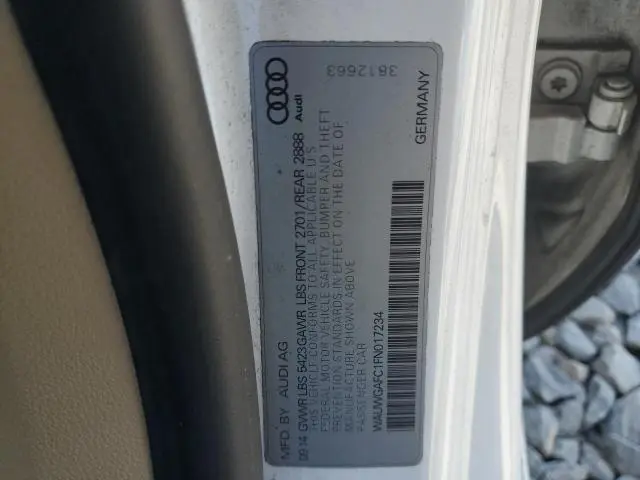 MFD. BY AUDI AG
09 14 GVWR LBS 5423 GAWR LBS FRONT 2701/REAR 2888
THIS VEHICLE CONFORMS TO ALL APPLICABLE U S
FEDERAL MOTOR VEHICLE SAFETY, BUMPER AND THEFT
PREVENTION STANDARDS IN EFFECT ON THE DATE OF
MANUFACTURE SHOWN ABOVE
PASSENGER CAR
WAUWGAFC1FN017234
GERMANY
Audi
3812663